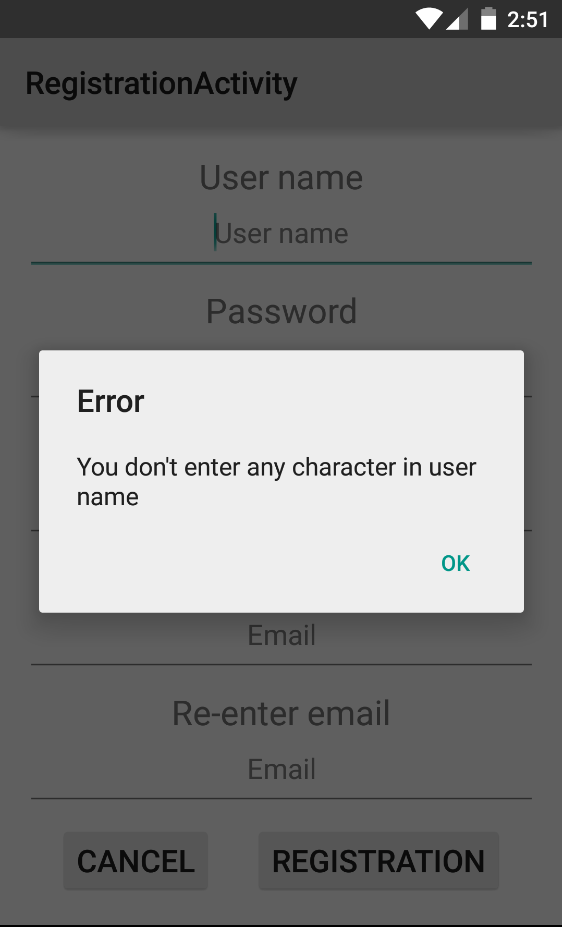 2:51
RegistrationActivity
User name
User name
Password
Error
You don't enter any character in user
name
OK
Email
Re-enter email
Email
CANCEL
REGISTRATION